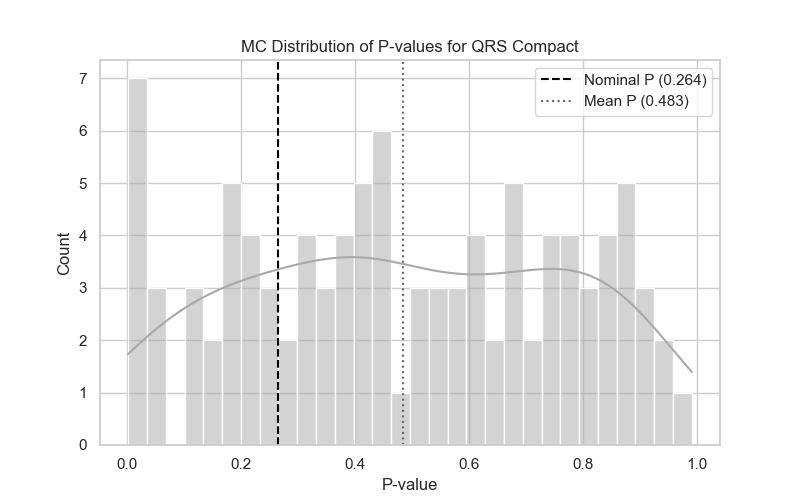 MC Distribution of P-values for QRS Compact
Nominal P (0.264)
Mean P (0.483)
7
6
5
4
3
2
1
0
Count
0.0 0.2 0.4 0.6 0.8 1.0
P-value